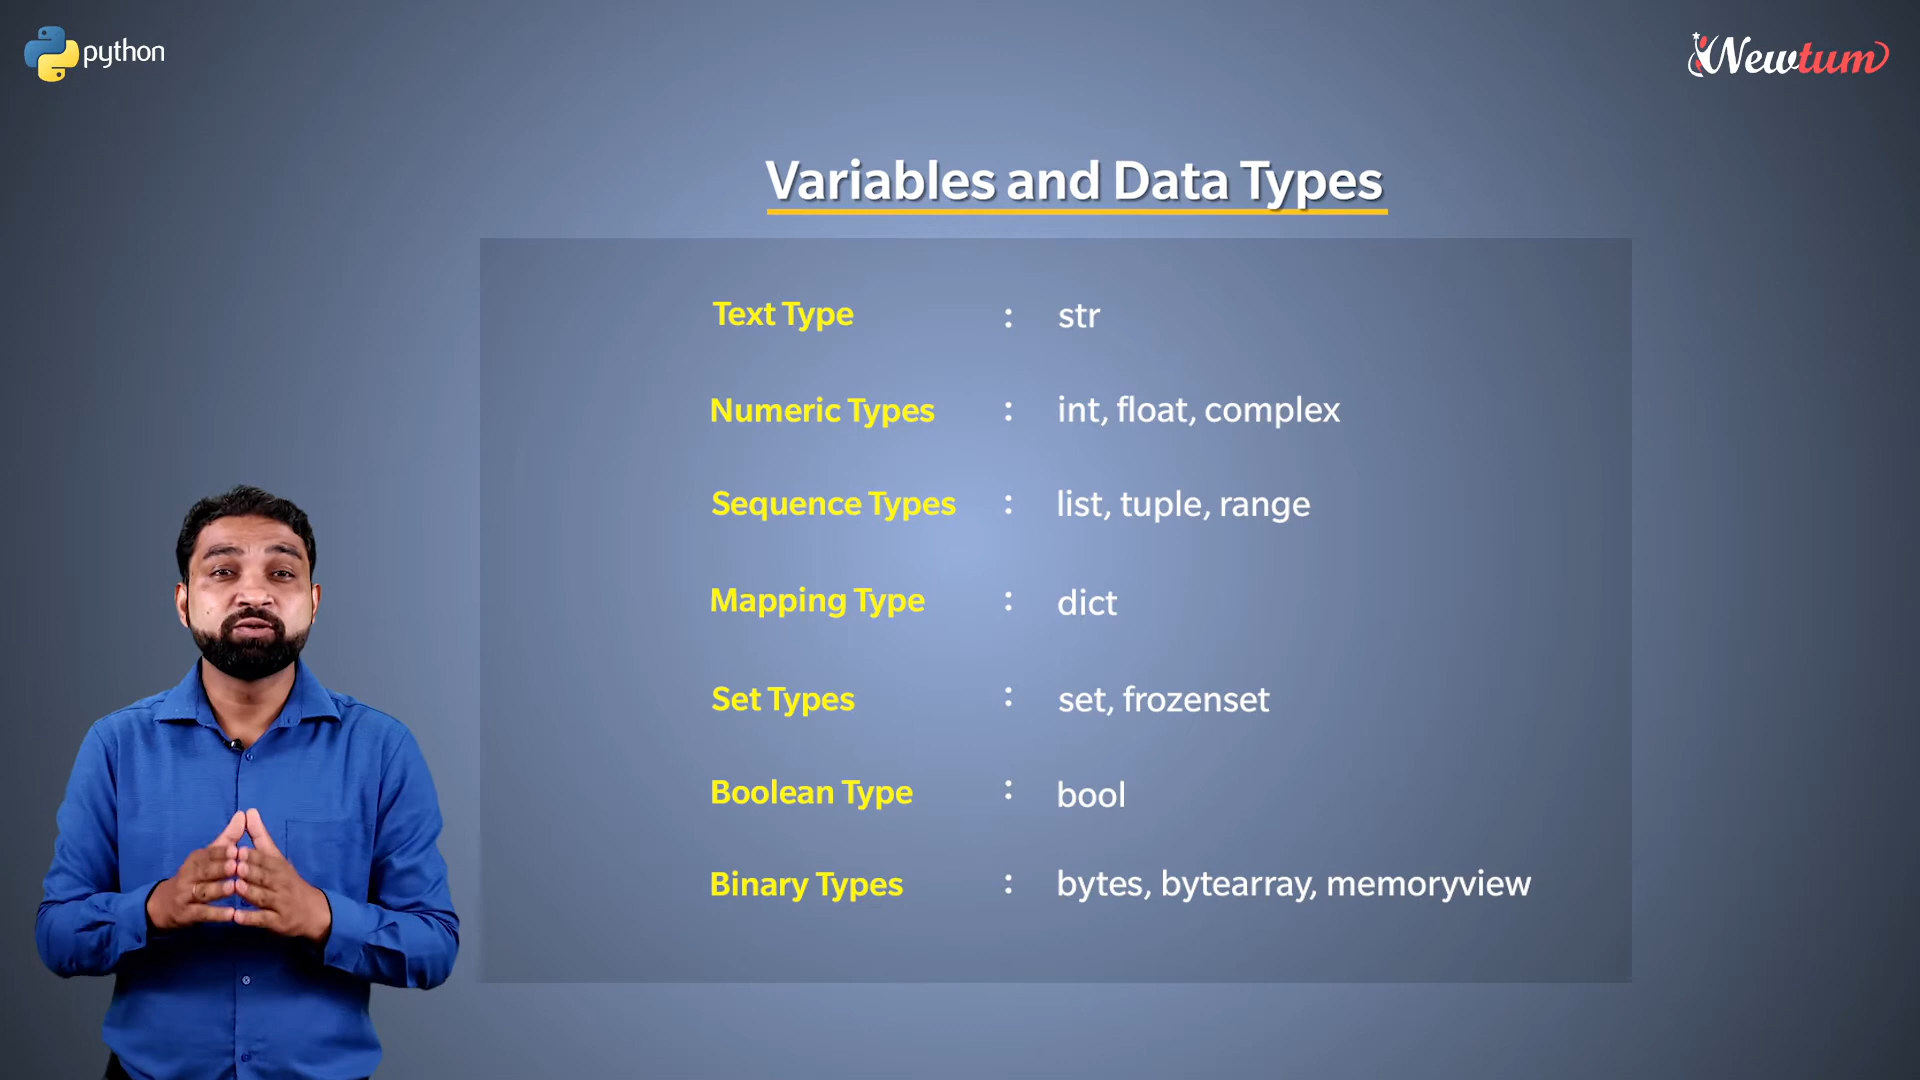 python
Newtum
Variables and Data Types
Text Type : str
Numeric Types : int, float, complex
Sequence Types : list, tuple, range
Mapping Type : dict
Set Types : set, frozenset
Boolean Type : bool
Binary Types : bytes, bytearray, memoryview